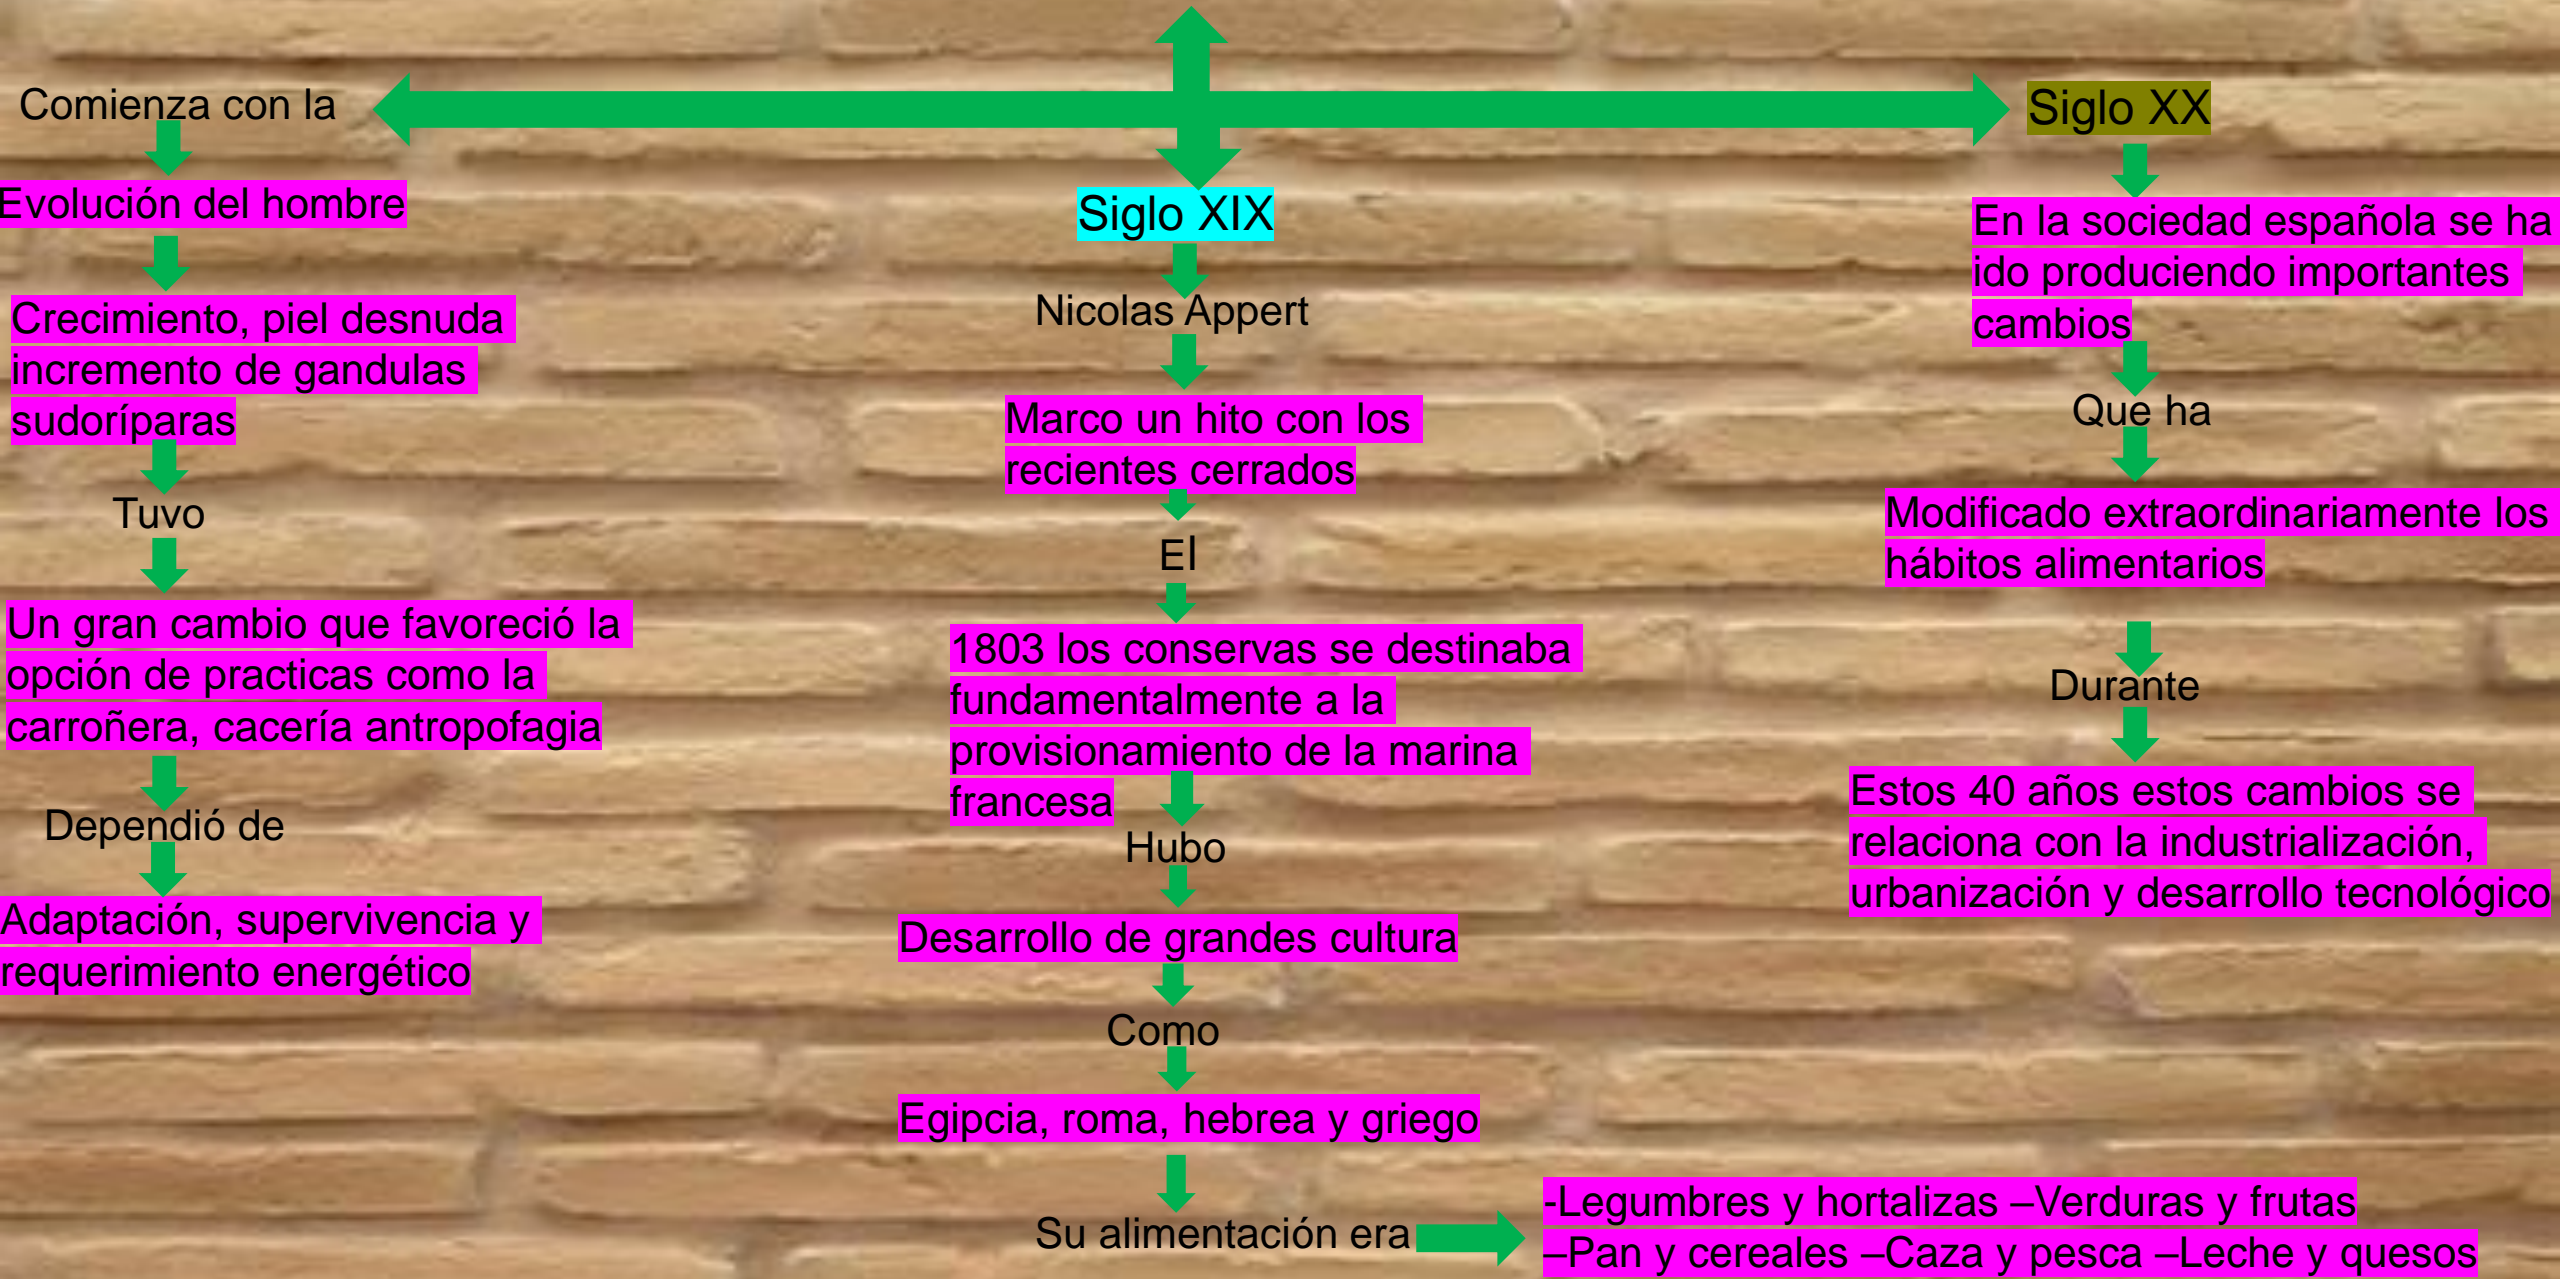 Comienza con la
Evolución del hombre
Crecimiento, piel desnuda
incremento de gandulas
sudoríparas
Tuvo
Un gran cambio que favoreció la
opción de practicas como la
carroñera, cacería antropofagia
Dependió de
Adaptación, supervivencia y
requerimiento energético
Siglo XIX
Nicolas Appert
Marco un hito con los
recientes cerrados
El
1803 los conservas se destinaba
fundamentalmente a la
provisionamiento de la marina
francesa
Hubo
Desarrollo de grandes cultura
Como
Egipcia, roma, hebrea y griego
Su alimentación era
-Legumbres y hortalizas –Verduras y frutas
–Pan y cereales –Caza y pesca –Leche y quesos
Siglo XX
En la sociedad española se ha
ido produciendo importantes
cambios
Que ha
Modificado extraordinariamente los
hábitos alimentarios
Durante
Estos 40 años estos cambios se
relaciona con la industrialización,
urbanización y desarrollo tecnológico